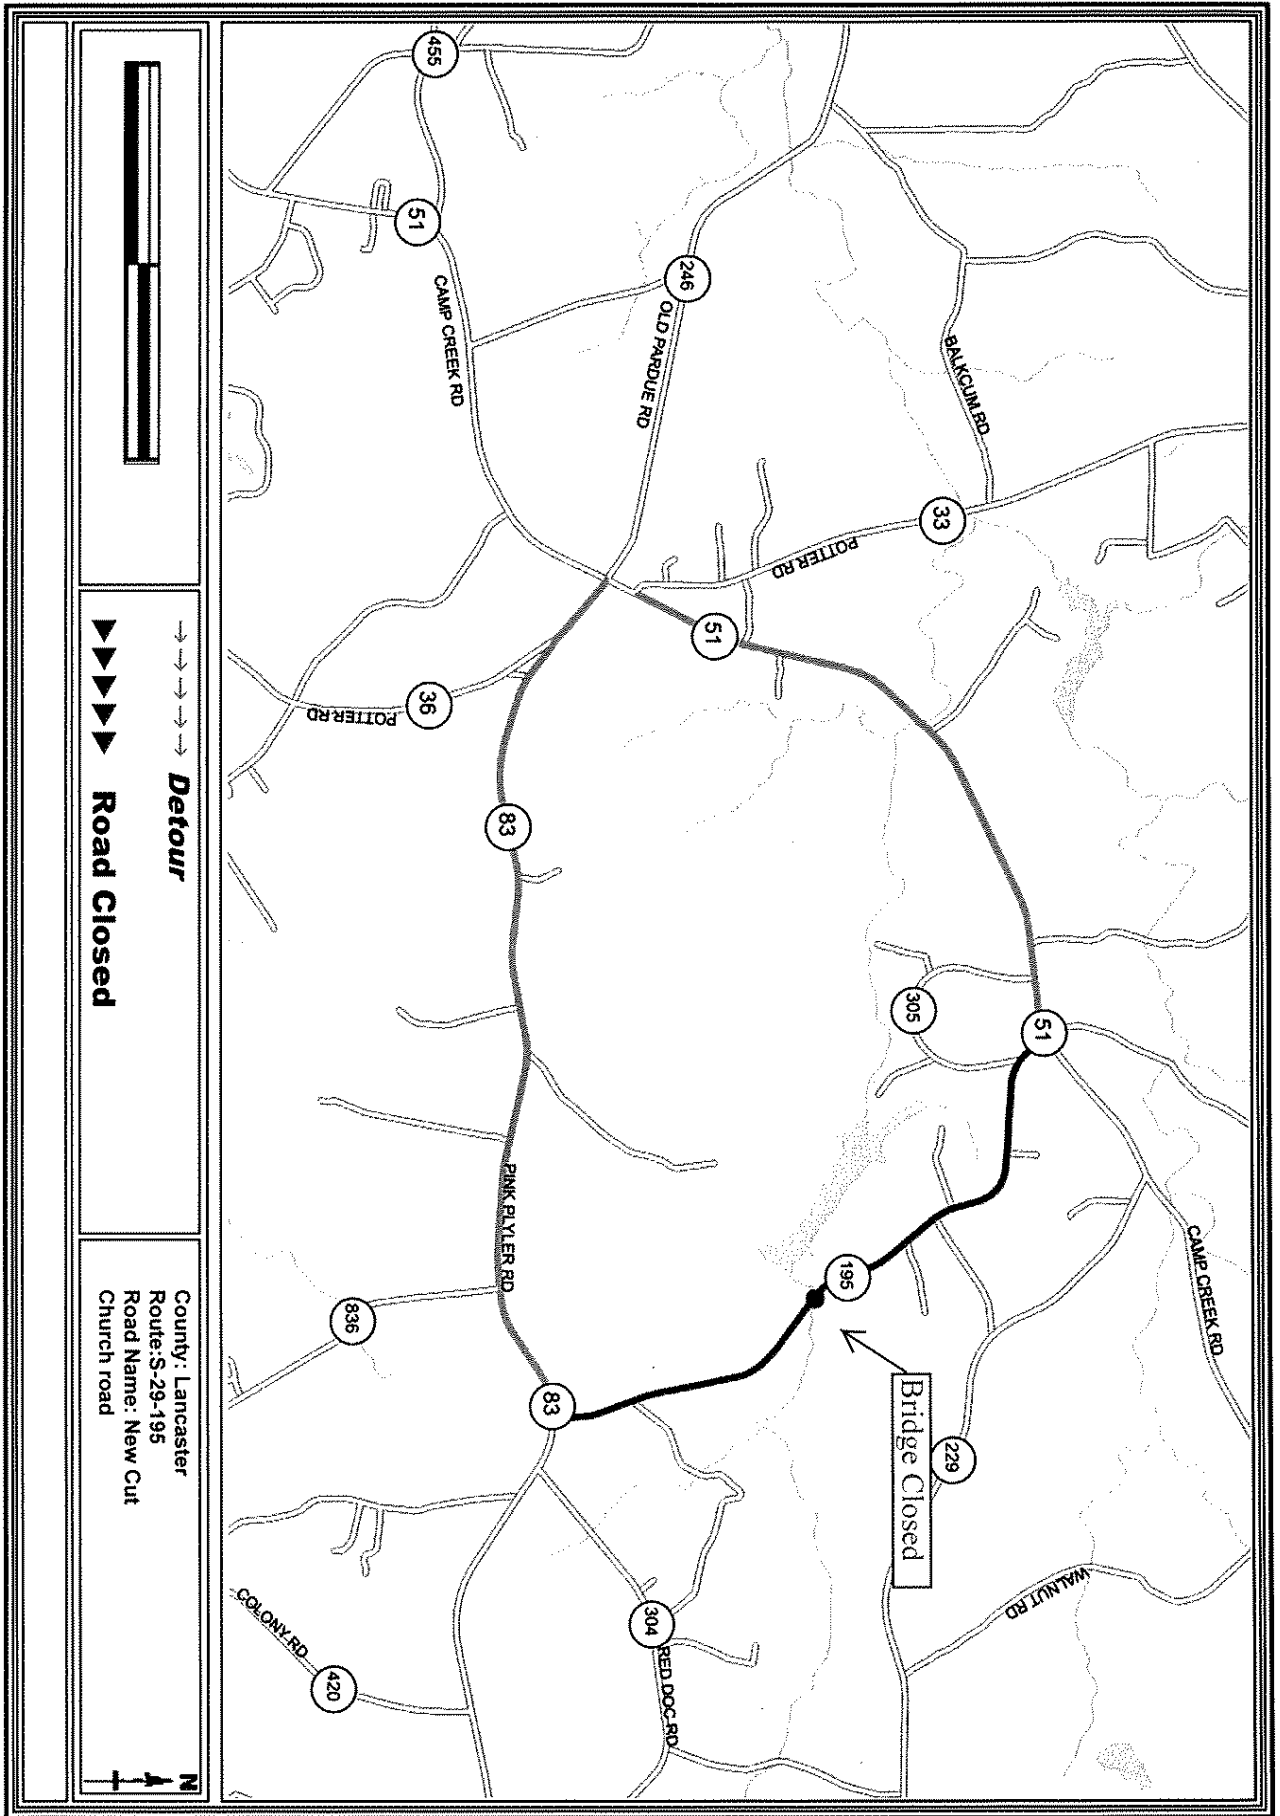 CAMP CREEK RD
WALNUT RD
51
BALKCUM RD
33
229
305
Bridge Closed
195
POTTER RD
51
246
OLD PARDUE RD
RED DOC RD
304
83
83
PINK PLYLER RD
CAMP CREEK RD
455
36
51
836
POTTER RD
420
COLONY RD
→→→→→→ Detour
Road Closed
County: Lancaster
Route:S-29-195
Road Name: New Cut
Church road
N